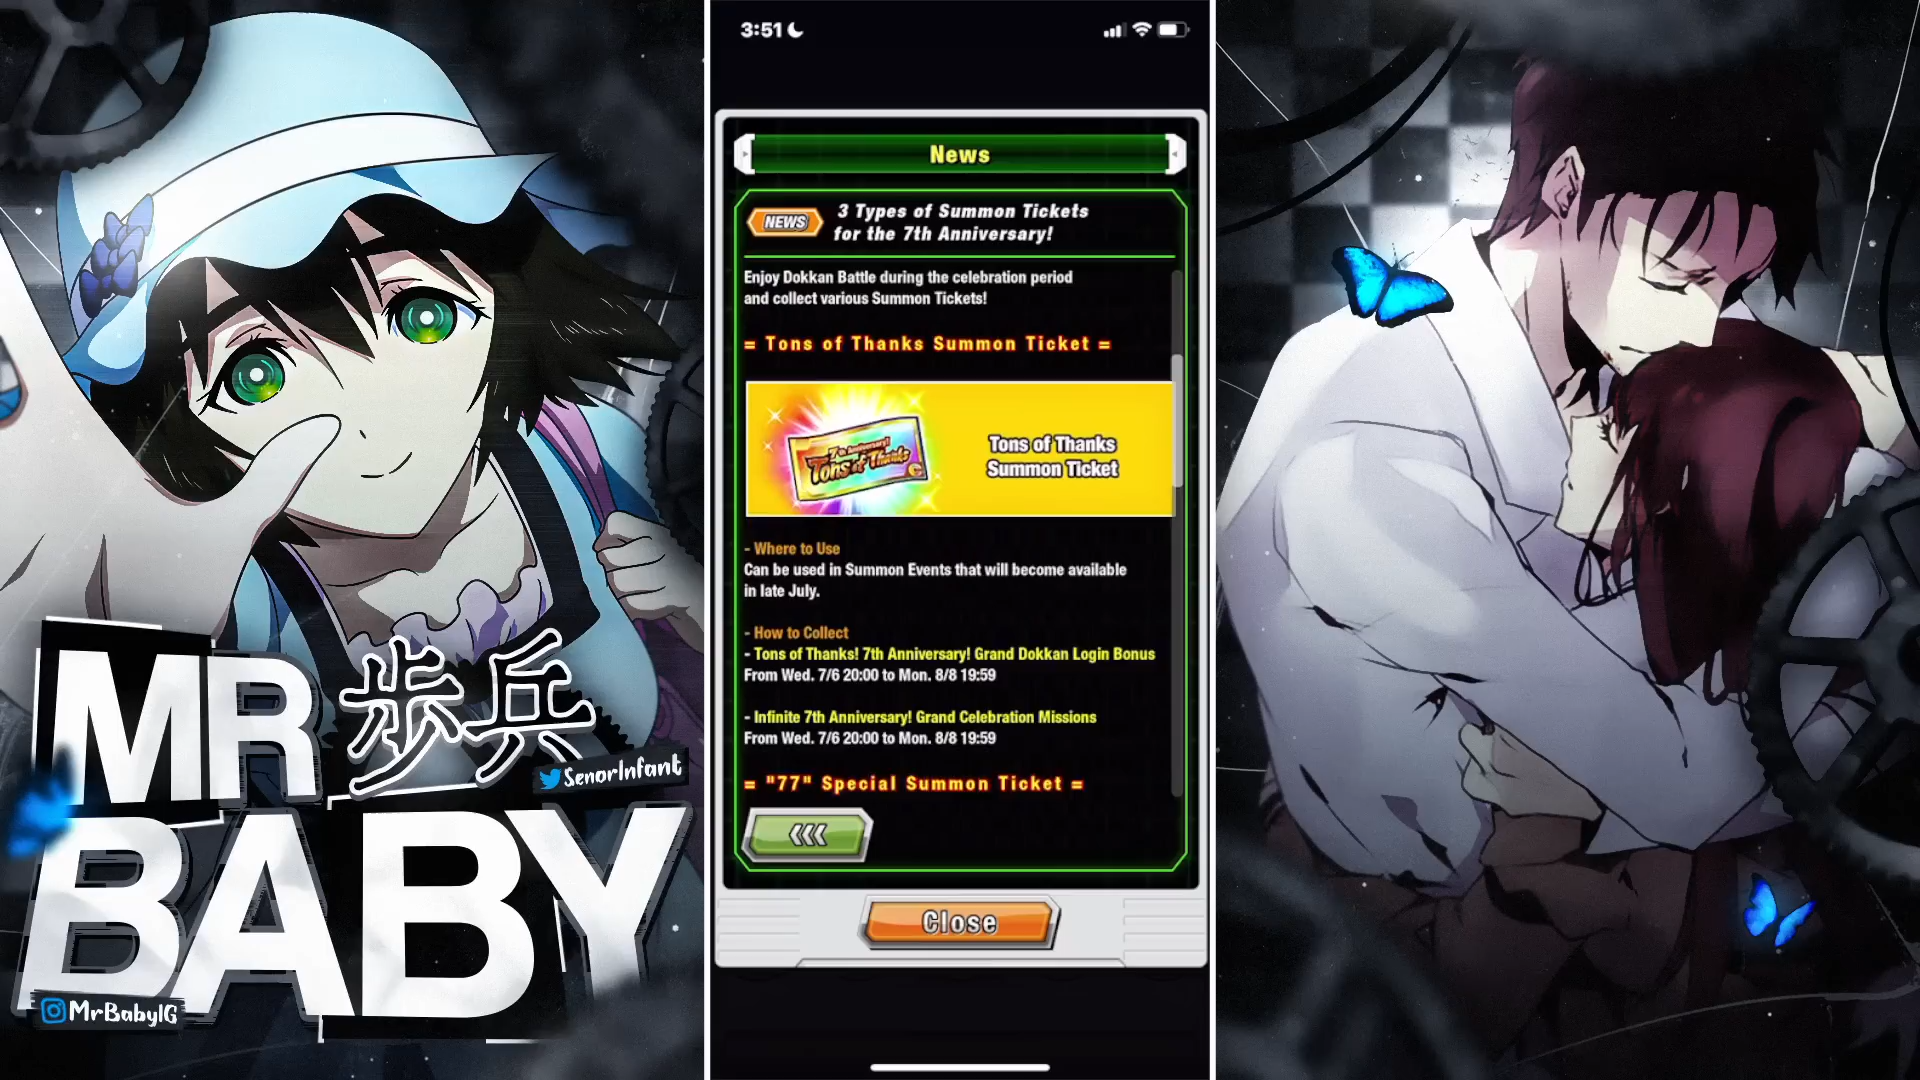 MR
歩兵
SenorInfant
BABY
MrBabyIG
3:51
News
NEWS
3 Types of Summon Tickets
for the 7th Anniversary!
Enjoy Dokkan Battle during the celebration period
and collect various Summon Tickets!
= Tons of Thanks Summon Ticket =
7th Anniversary!
Tons of Thanks
Tons of Thanks
Summon Ticket
- Where to Use
Can be used in Summon Events that will become available
in late July.
- How to Collect
- Tons of Thanks! 7th Anniversary! Grand Dokkan Login Bonus
From Wed. 7/6 20:00 to Mon. 8/8 19:59
- Infinite 7th Anniversary! Grand Celebration Missions
From Wed. 7/6 20:00 to Mon. 8/8 19:59
= "77" Special Summon Ticket =
Close